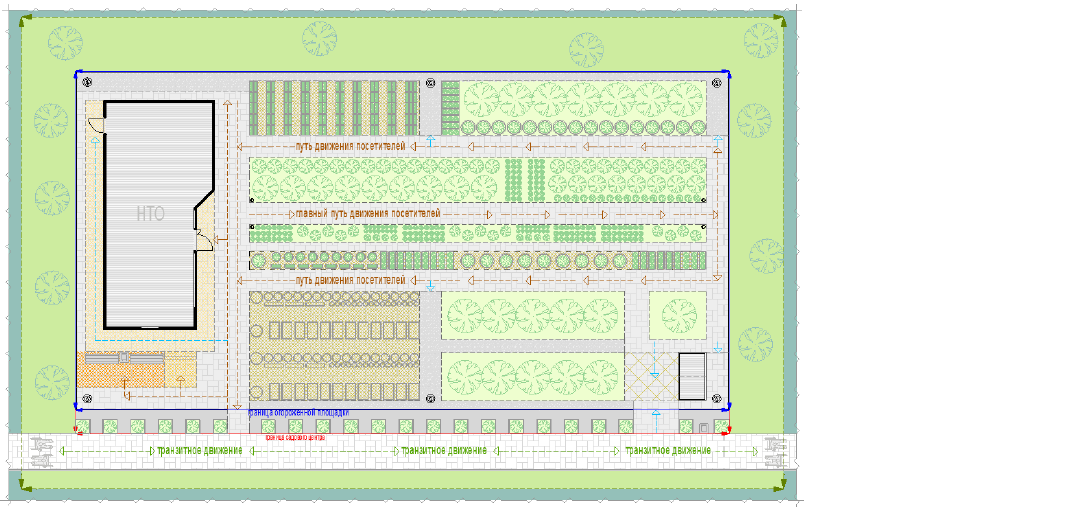 путь движения посетителей
НТО
главный путь движения посетителей
путь движения посетителей
граница огороженной площадки
граница садового центра
транзитное движение
транзитное движение
транзитное движение